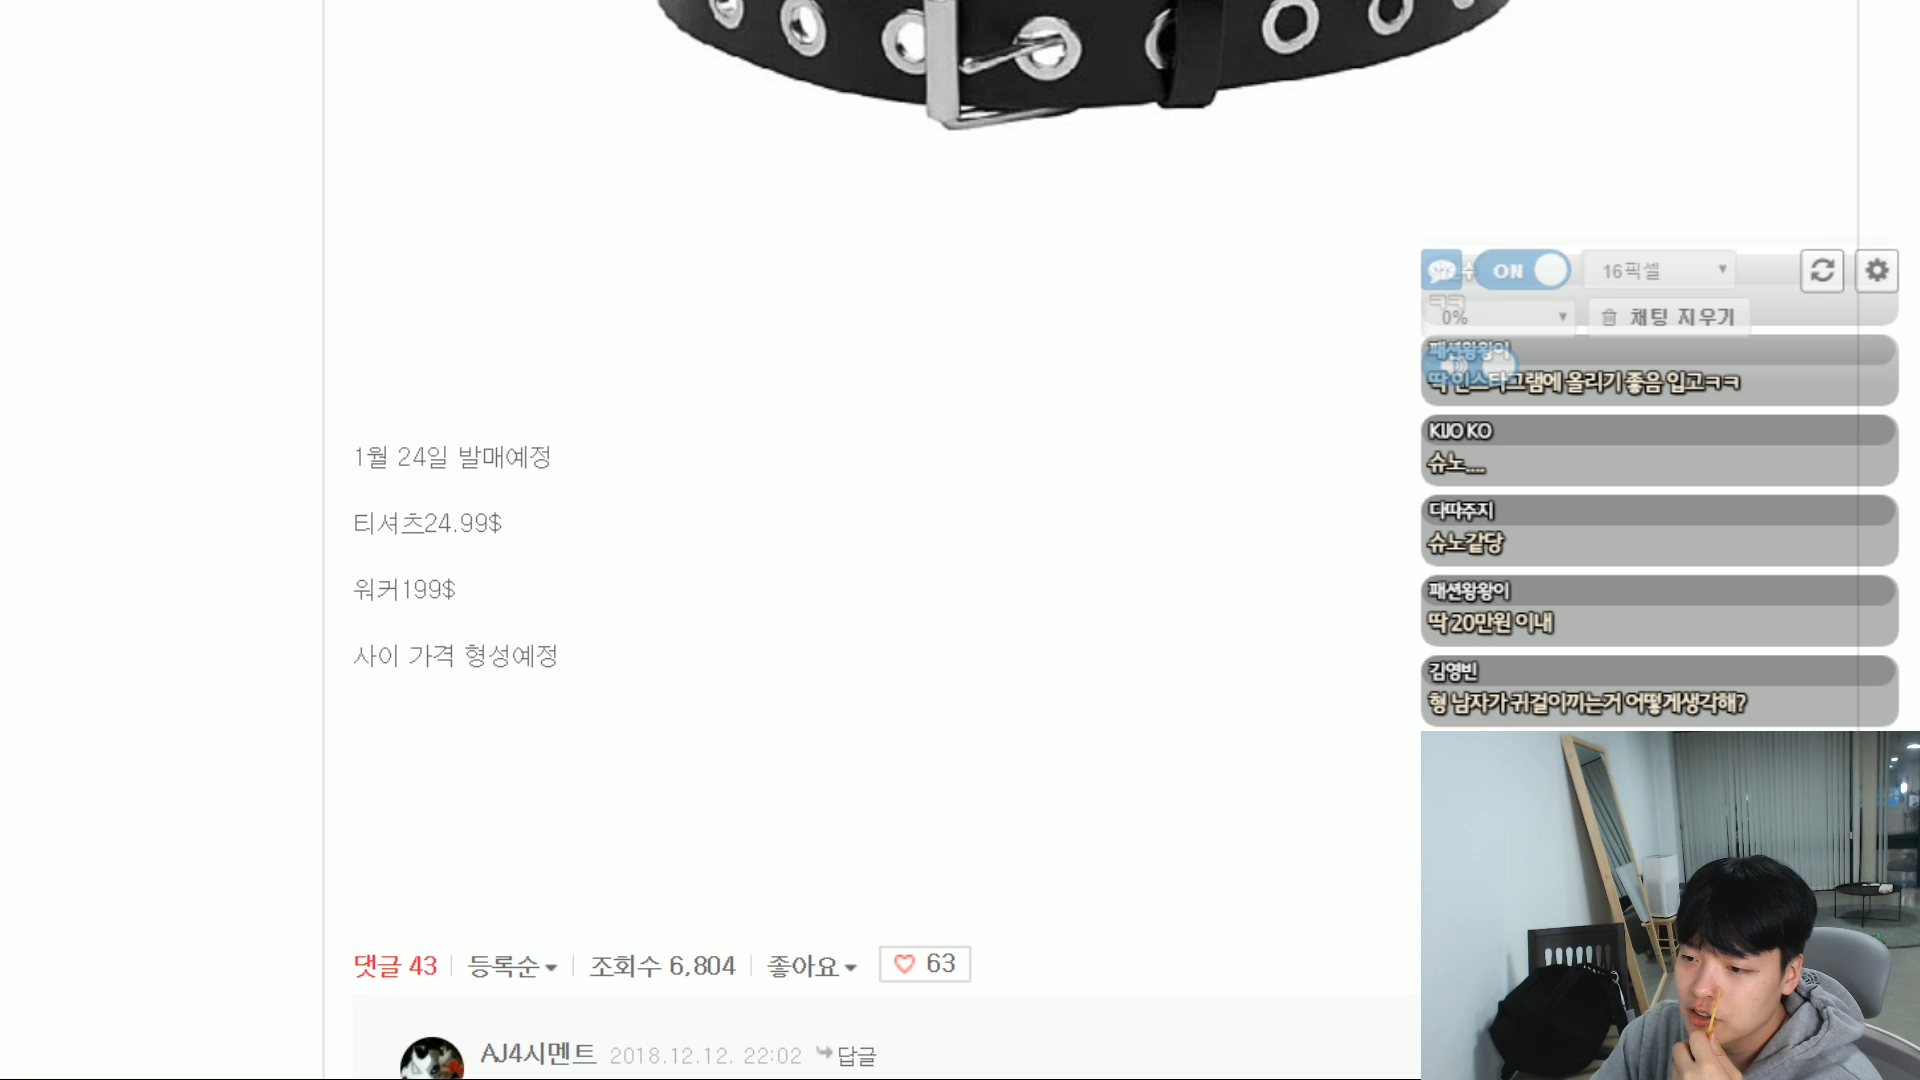 1월 24일 발매예정
티셔츠24.99$
워커199$
사이 가격 형성예정
댓글 43
등록순
조회수 6,804
좋아요
63
AJ4시멘트 2018.12.12. 22:02 답글
ON
16픽셀
ㅋㅋ
0%
채팅 지우기
패션왕왕이
딱 인스타그램에 올리기 좋음 입고ㅋㅋ
KIJO KO
슈노....
다따주지
슈노같당
패션왕왕이
딱 20만원 이내
김영빈
형 남자가 귀걸이끼는거 어떻게생각해?